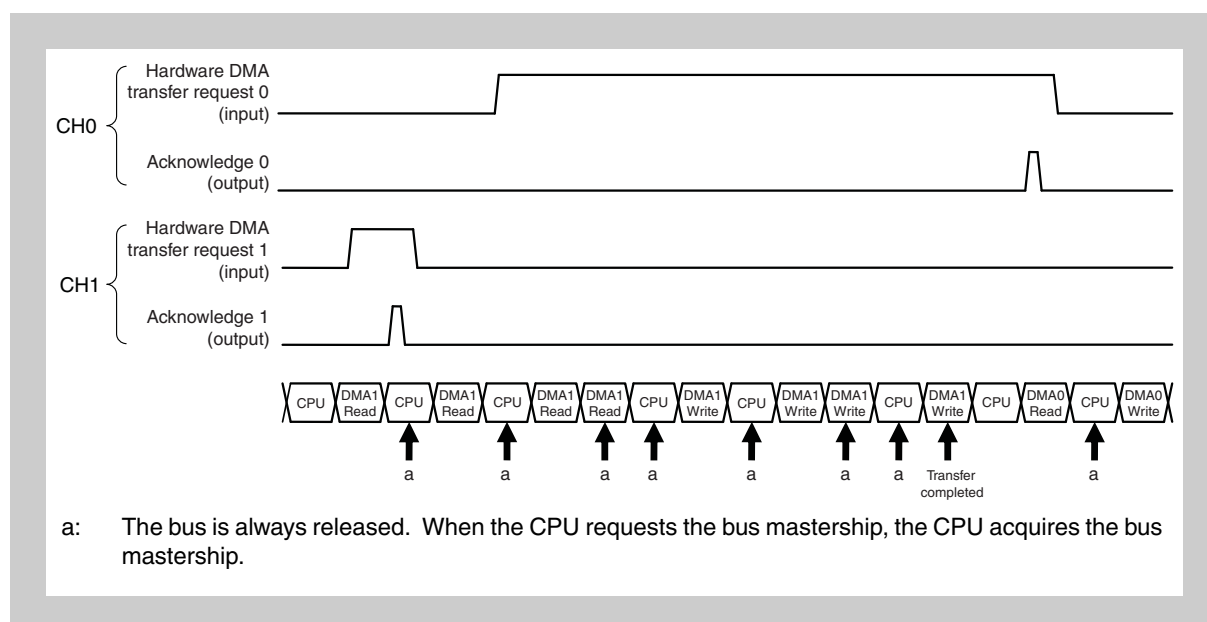 Hardware DMA
transfer request 0
(input)
CH0
Acknowledge 0
(output)
Hardware DMA
transfer request 1
(input)
CH1
Acknowledge 1
(output)
CPU DMA1 Read CPU DMA1 Read CPU DMA1 Read DMA1 Read CPU DMA1 Write CPU DMA1 Write DMA1 Write CPU DMA1 Write CPU DMA0 Read CPU DMA0 Write
a a a a a a a Transfer completed a
a: The bus is always released. When the CPU requests the bus mastership, the CPU acquires the bus
mastership.